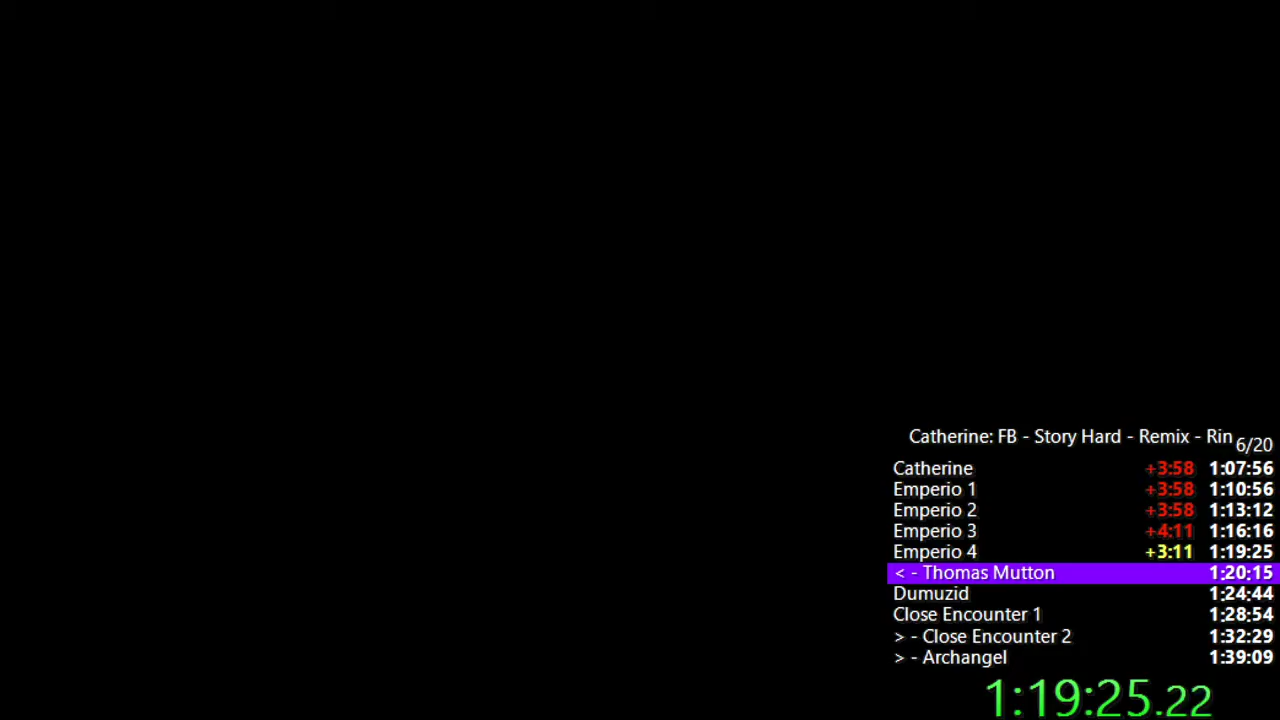 Catherine: FB - Story Hard - Remix - Rin 6/20
Catherine +3:58 1:07:56
Emperio 1 +3:58 1:10:56
Emperio 2 +3:58 1:13:12
Emperio 3 +4:11 1:16:16
Emperio 4 +3:11 1:19:25
< - Thomas Mutton 1:20:15
Dumuzid 1:24:44
Close Encounter 1 1:28:54
> - Close Encounter 2 1:32:29
> - Archangel 1:39:09
1:19:25.22